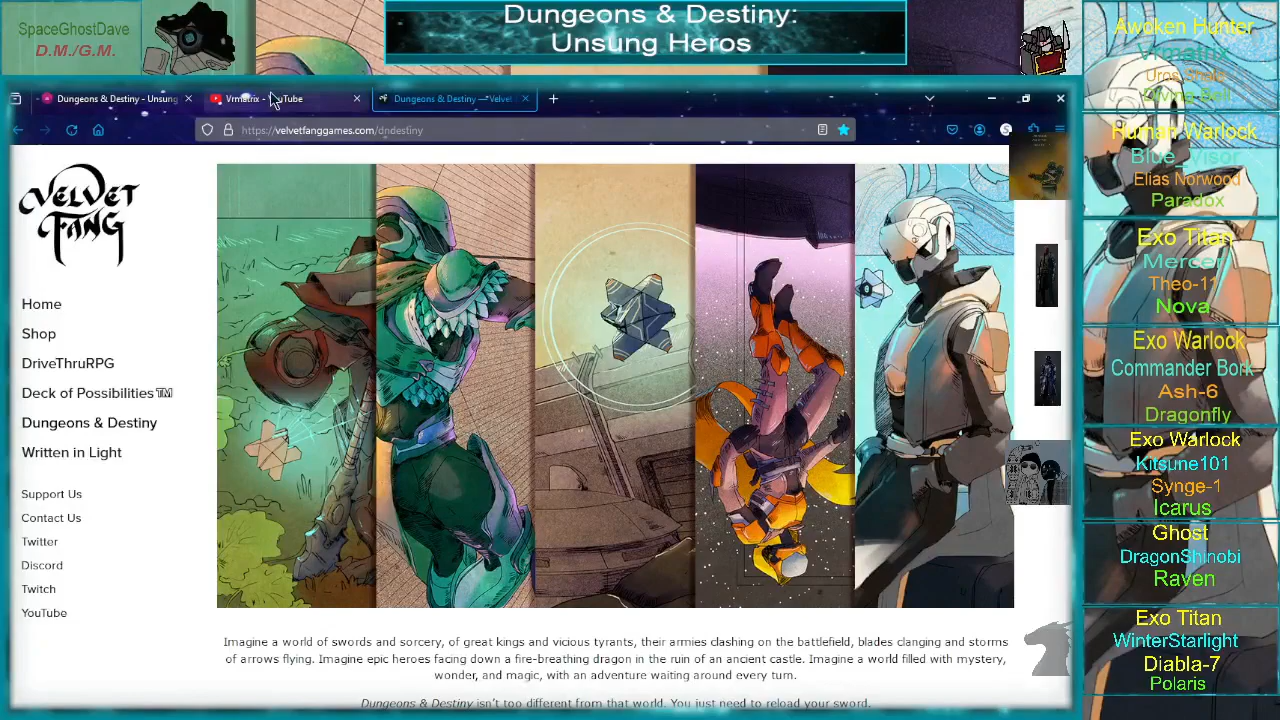 SpaceGhostDave
D.M./G.M.
Dungeons & Destiny:
Unsung Heros
Dungeons & Destiny - Unsung
Vrmatrix - YouTube
Dungeons & Destiny — Velvet
https://velvetfanggames.com/dndestiny
VELVET
FANG
Home
Shop
DriveThruRPG
Deck of Possibilities™
Dungeons & Destiny
Written in Light
Support Us
Contact Us
Twitter
Discord
Twitch
YouTube
Imagine a world of swords and sorcery, of great kings and vicious tyrants, their armies clashing on the battlefield, blades clanging and storms
of arrows flying. Imagine epic heroes facing down a fire-breathing dragon in the ruin of an ancient castle. Imagine a world filled with mystery,
wonder, and magic, with an adventure waiting around every turn.
Dungeons & Destiny isn't too different from that world. You just need to reload your sword.
Awoken Hunter
Vrmatrix
Diving Bell
Human Warlock
Blue_Visor
Elias Norwood
Paradox
Exo Titan
Mercer
Theo-11
Nova
Exo Warlock
Commander Bork
Ash-6
Dragonfly
Exo Warlock
Kitsune101
Synge-1
Icarus
Ghost
DragonShinobi
Raven
Exo Titan
WinterStarlight
Diabla-7
Polaris